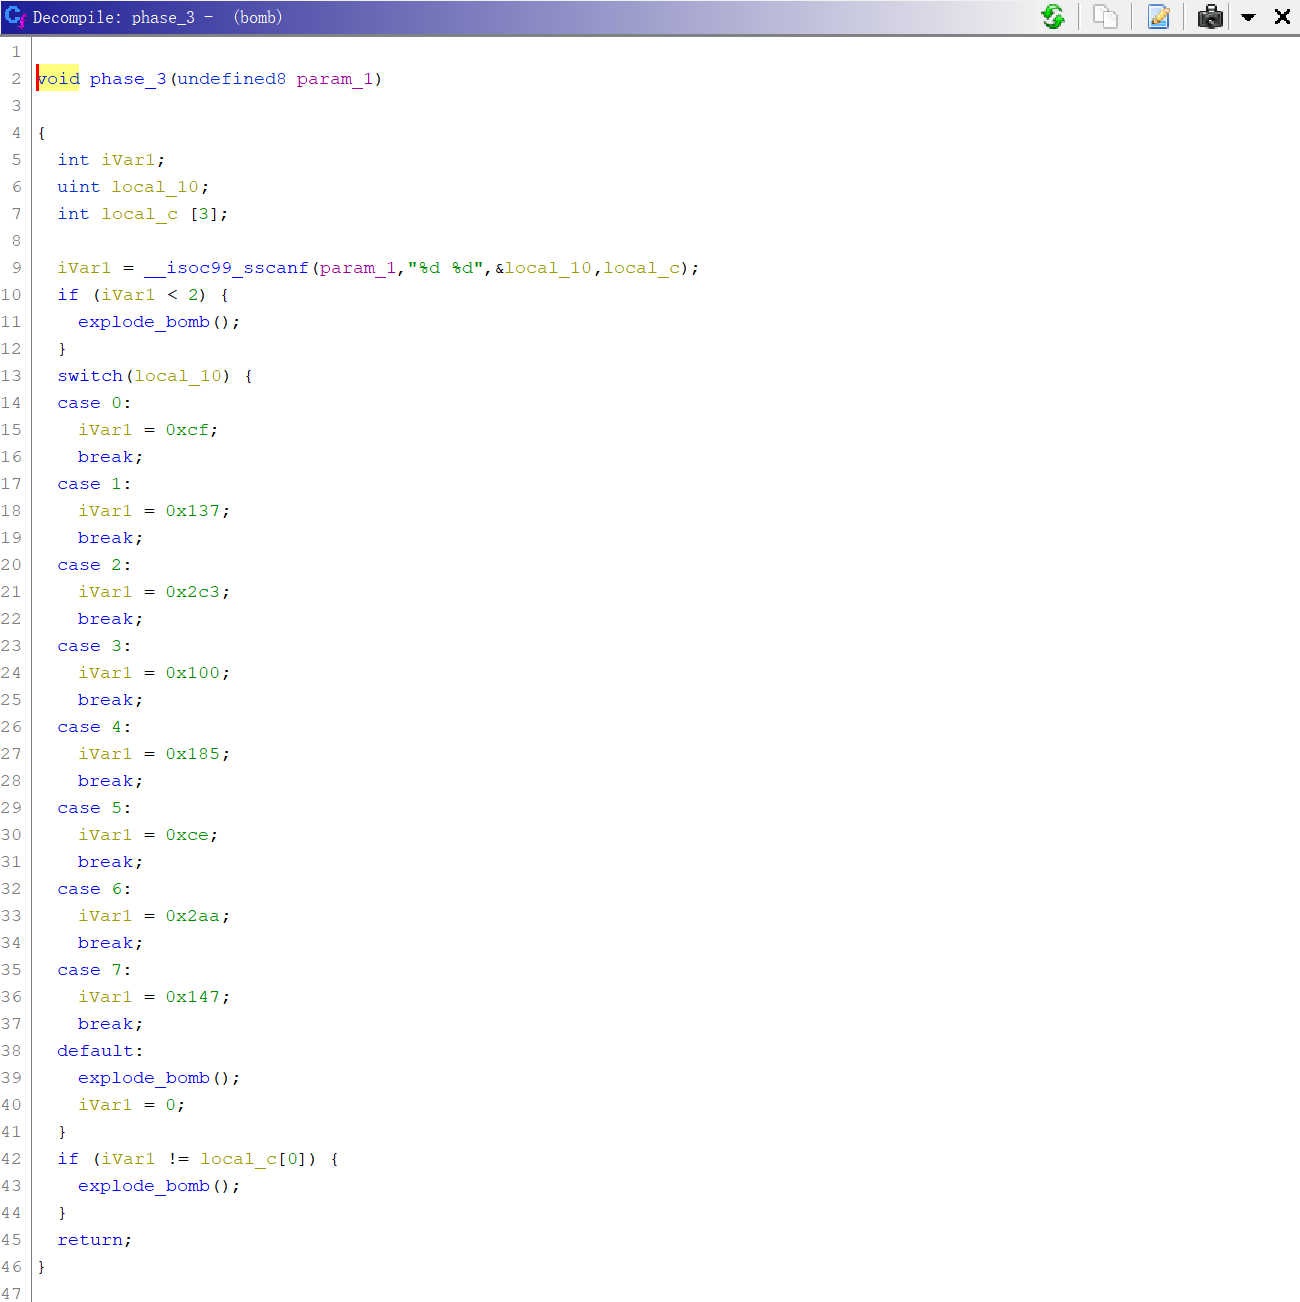 Decompile: phase_3 - (bomb)
1
2 void phase_3(undefined8 param_1)
3
4 {
5   int iVar1;
6   uint local_10;
7   int local_c [3];
8
9   iVar1 = __isoc99_sscanf(param_1,"%d %d",&local_10,local_c);
10   if (iVar1 < 2) {
11     explode_bomb();
12   }
13   switch(local_10) {
14   case 0:
15     iVar1 = 0xcf;
16     break;
17   case 1:
18     iVar1 = 0x137;
19     break;
20   case 2:
21     iVar1 = 0x2c3;
22     break;
23   case 3:
24     iVar1 = 0x100;
25     break;
26   case 4:
27     iVar1 = 0x185;
28     break;
29   case 5:
30     iVar1 = 0xce;
31     break;
32   case 6:
33     iVar1 = 0x2aa;
34     break;
35   case 7:
36     iVar1 = 0x147;
37     break;
38   default:
39     explode_bomb();
40     iVar1 = 0;
41   }
42   if (iVar1 != local_c[0]) {
43     explode_bomb();
44   }
45   return;
46 }
47